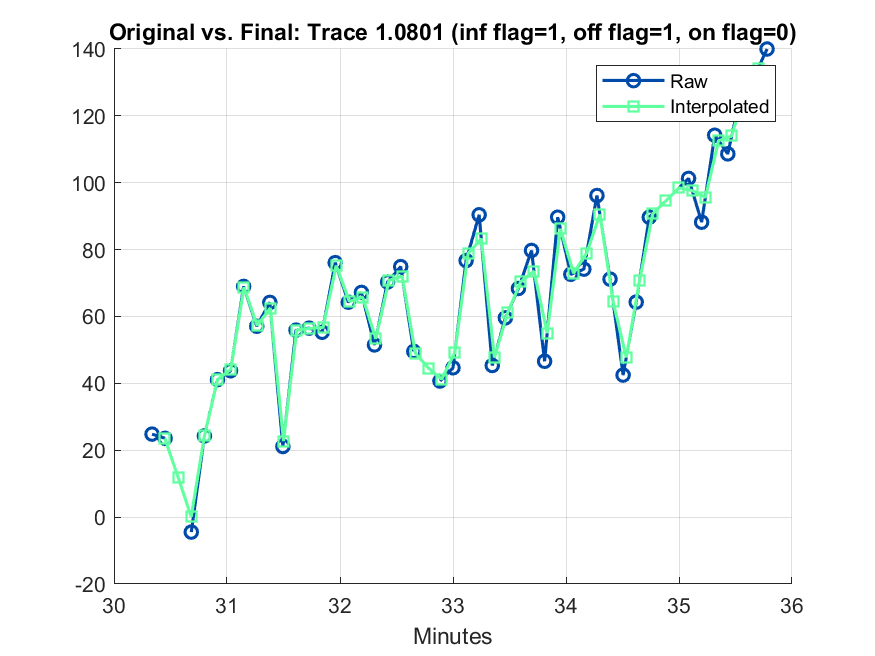 Original vs. Final: Trace 1.0801 (inf flag=1, off flag=1, on flag=0)
140
120
100
80
60
40
20
0
-20
Raw
Interpolated
30 31 32 33 34 35 36
Minutes